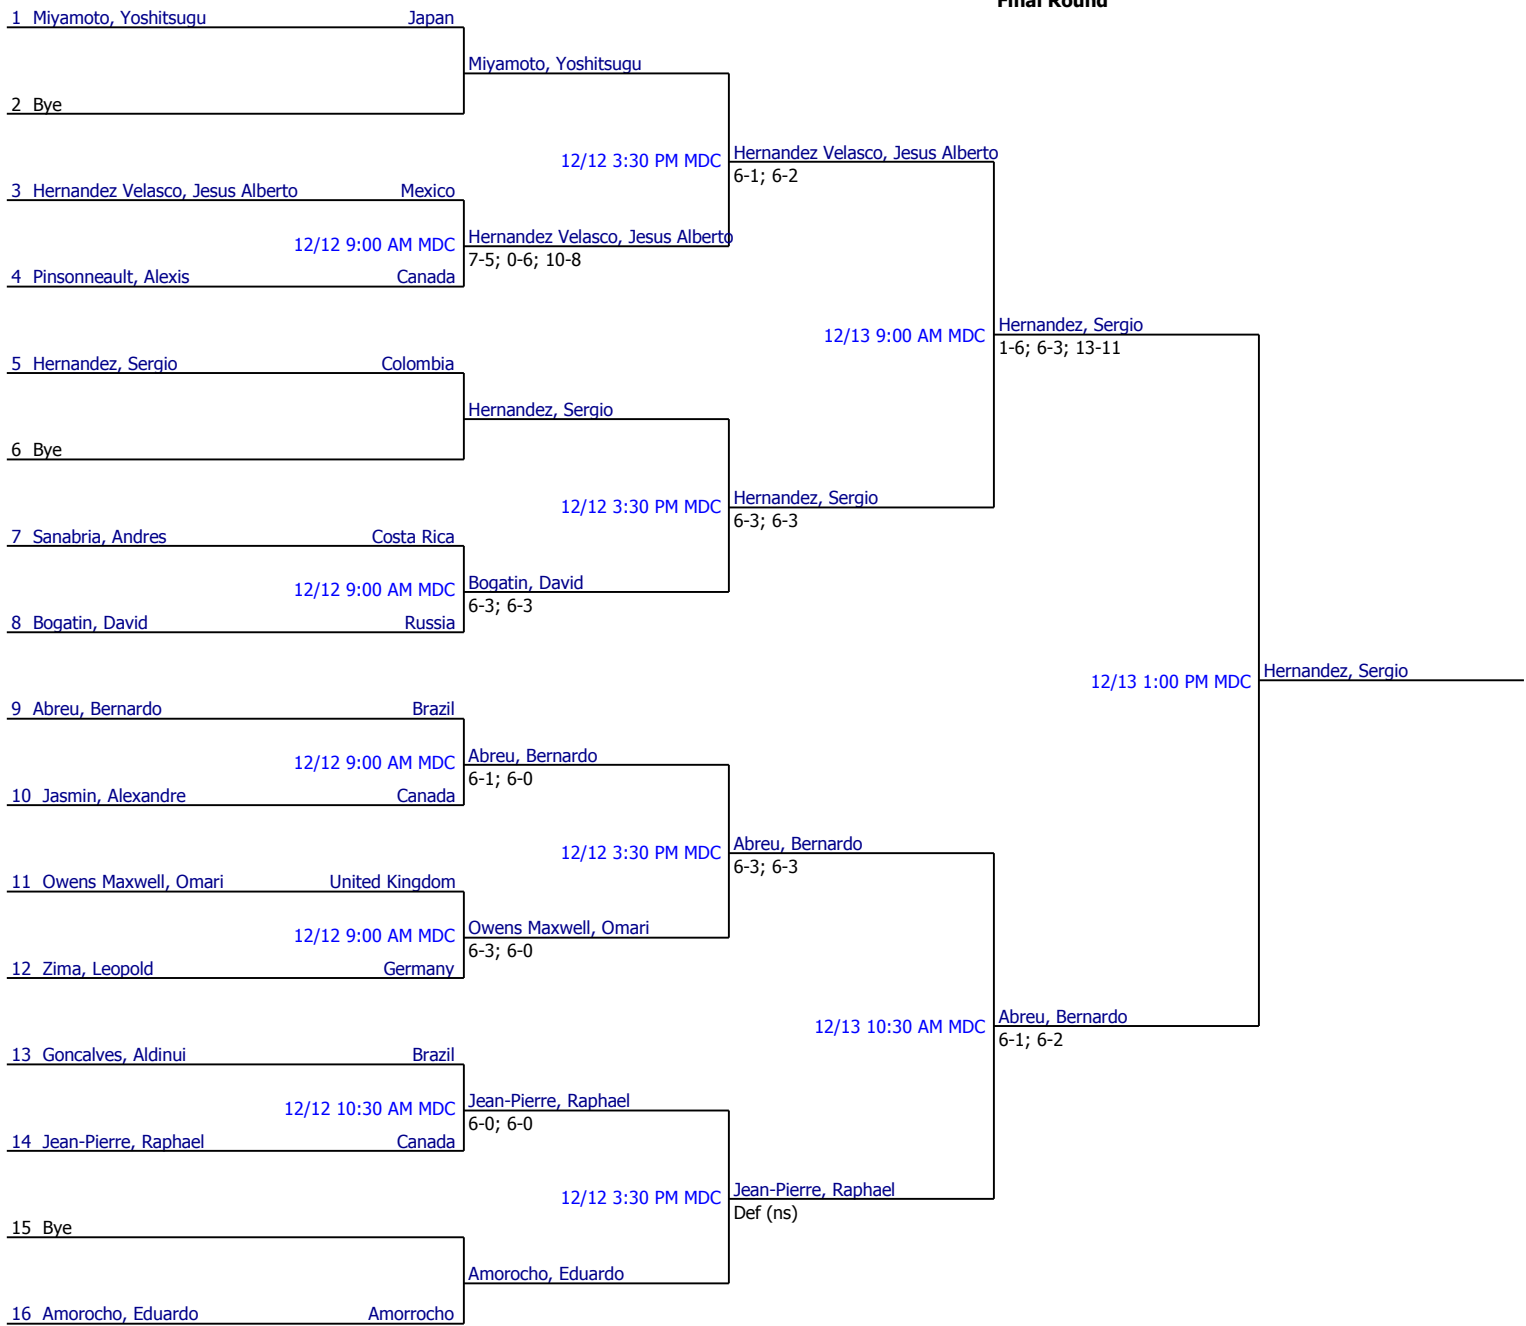 Final Round
1 Miyamoto, Yoshitsugu Japan
Miyamoto, Yoshitsugu
2 Bye
12/12 3:30 PM MDC Hernandez Velasco, Jesus Alberto
6-1; 6-2
3 Hernandez Velasco, Jesus Alberto Mexico
12/12 9:00 AM MDC Hernandez Velasco, Jesus Alberto
7-5; 0-6; 10-8
4 Pinsonneault, Alexis Canada
12/13 9:00 AM MDC Hernandez, Sergio
1-6; 6-3; 13-11
5 Hernandez, Sergio Colombia
Hernandez, Sergio
6 Bye
12/12 3:30 PM MDC Hernandez, Sergio
6-3; 6-3
7 Sanabria, Andres Costa Rica
12/12 9:00 AM MDC Bogatin, David
6-3; 6-3
8 Bogatin, David Russia
12/13 1:00 PM MDC Hernandez, Sergio
9 Abreu, Bernardo Brazil
12/12 9:00 AM MDC Abreu, Bernardo
6-1; 6-0
10 Jasmin, Alexandre Canada
12/12 3:30 PM MDC Abreu, Bernardo
6-3; 6-3
11 Owens Maxwell, Omari United Kingdom
12/12 9:00 AM MDC Owens Maxwell, Omari
6-3; 6-0
12 Zima, Leopold Germany
12/13 10:30 AM MDC Abreu, Bernardo
6-1; 6-2
13 Goncalves, Aldinui Brazil
12/12 10:30 AM MDC Jean-Pierre, Raphael
6-0; 6-0
14 Jean-Pierre, Raphael Canada
12/12 3:30 PM MDC Jean-Pierre, Raphael
Def (ns)
15 Bye
Amorocho, Eduardo
16 Amorocho, Eduardo Amorrocho